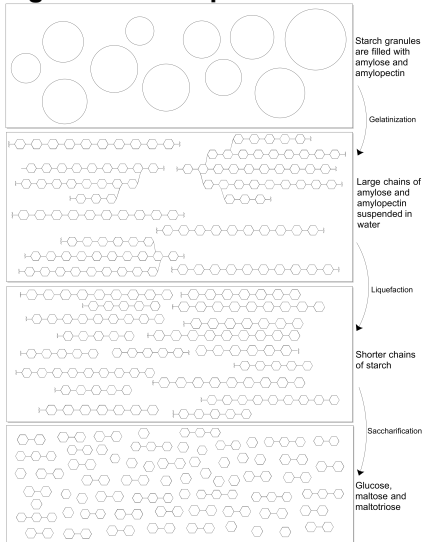 Starch granules
are filled with
amylose and
amylopectin
Gelatinization
Large chains of
amylose and
amylopectin
suspended in
water
Liquefaction
Shorter chains
of starch
Saccharification
Glucose,
maltose and
maltotriose